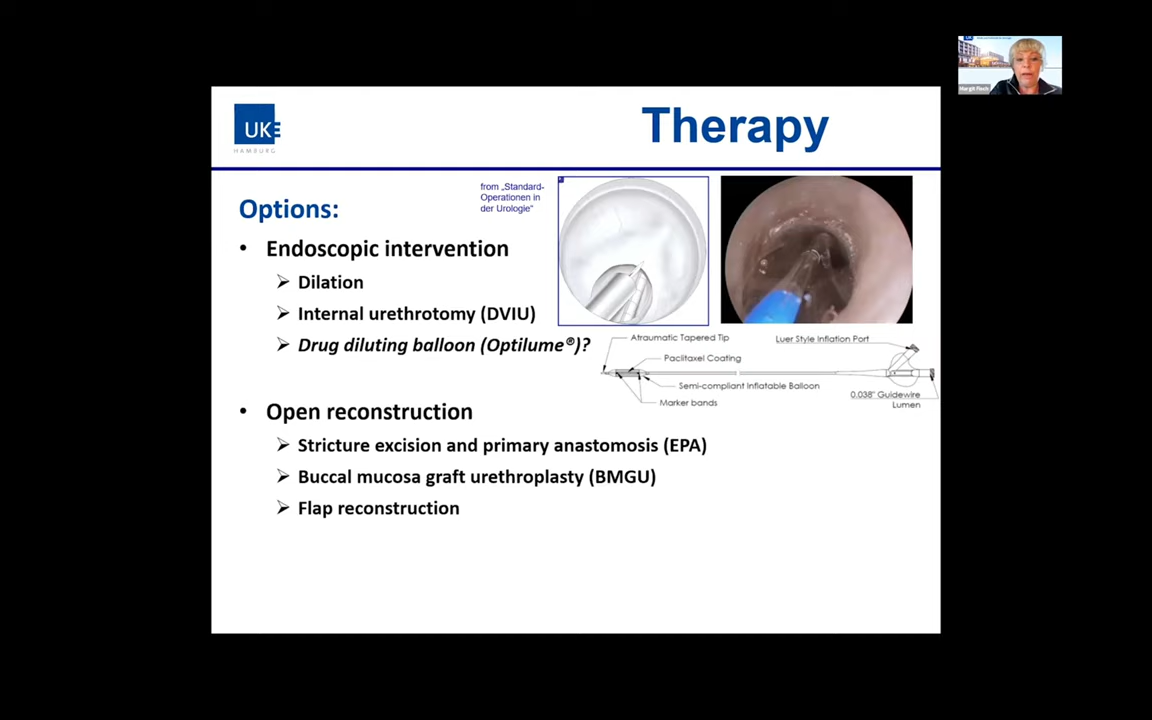 UKE
HAMBURG
Therapy
Margit Fisch
from „Standard-
Operationen in
der Urologie"
Options:
• Endoscopic intervention
➢ Dilation
➢ Internal urethrotomy (DVIU)
➢ Drug diluting balloon (Optilume®)?
Atraumatic Tapered Tip
Luer Style Inflation Port
Paclitaxel Coating
Semi-compliant Inflatable Balloon
0.038" Guidewire
Lumen
Marker bands
• Open reconstruction
➢ Stricture excision and primary anastomosis (EPA)
➢ Buccal mucosa graft urethroplasty (BMGU)
➢ Flap reconstruction